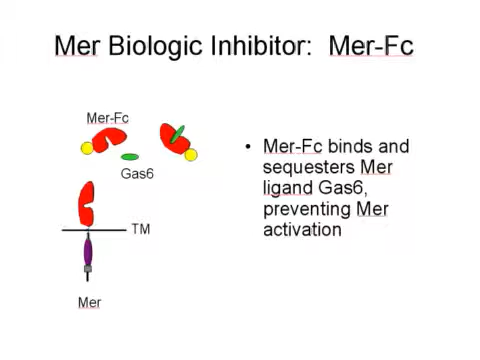 Mer Biologic Inhibitor: Mer-Fc
Mer-Fc
Gas6
TM
Mer
• Mer-Fc binds and
sequesters Mer
ligand Gas6,
preventing Mer
activation